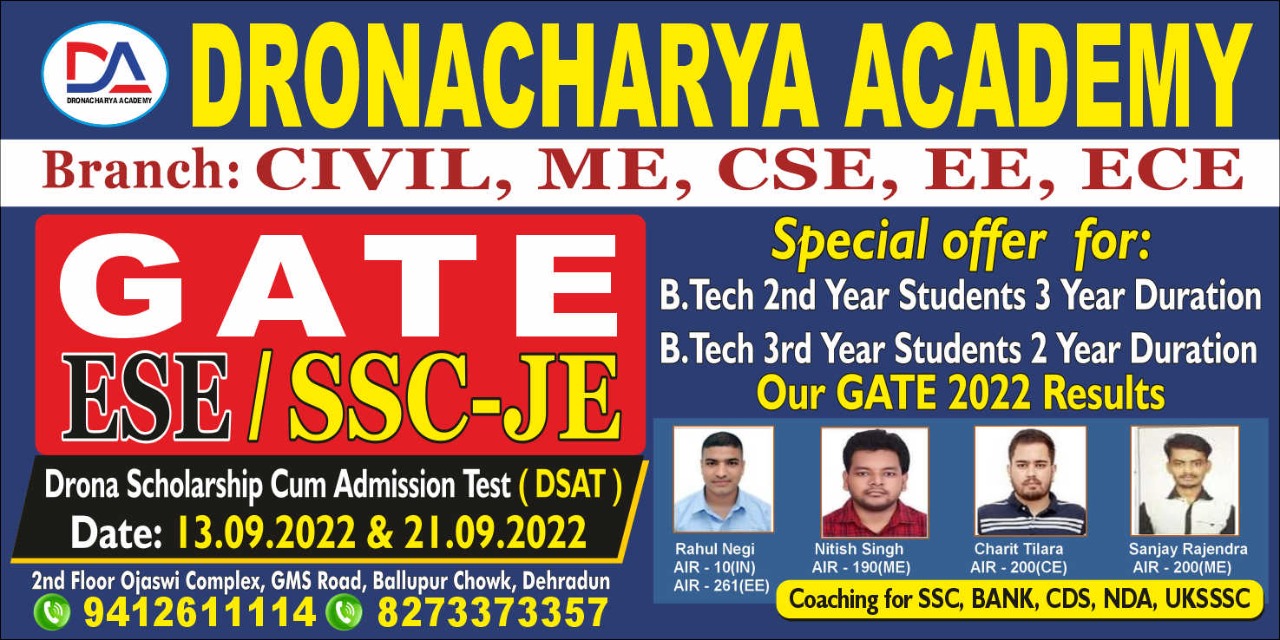 DA
DRONACHARYA ACADEMY
DRONACHARYA ACADEMY
Branch: CIVIL, ME, CSE, EE, ECE
GATE
ESE / SSC-JE
Drona Scholarship Cum Admission Test ( DSAT )
Date: 13.09.2022 & 21.09.2022
2nd Floor Ojaswi Complex, GMS Road, Ballupur Chowk, Dehradun
9412611114 8273373357
Special offer for:
B.Tech 2nd Year Students 3 Year Duration
B.Tech 3rd Year Students 2 Year Duration
Our GATE 2022 Results
Rahul Negi
AIR - 10(IN)
AIR - 261(EE)
Nitish Singh
AIR - 190(ME)
Charit Tilara
AIR - 200(CE)
Sanjay Rajendra
AIR - 200(ME)
Coaching for SSC, BANK, CDS, NDA, UKSSSC